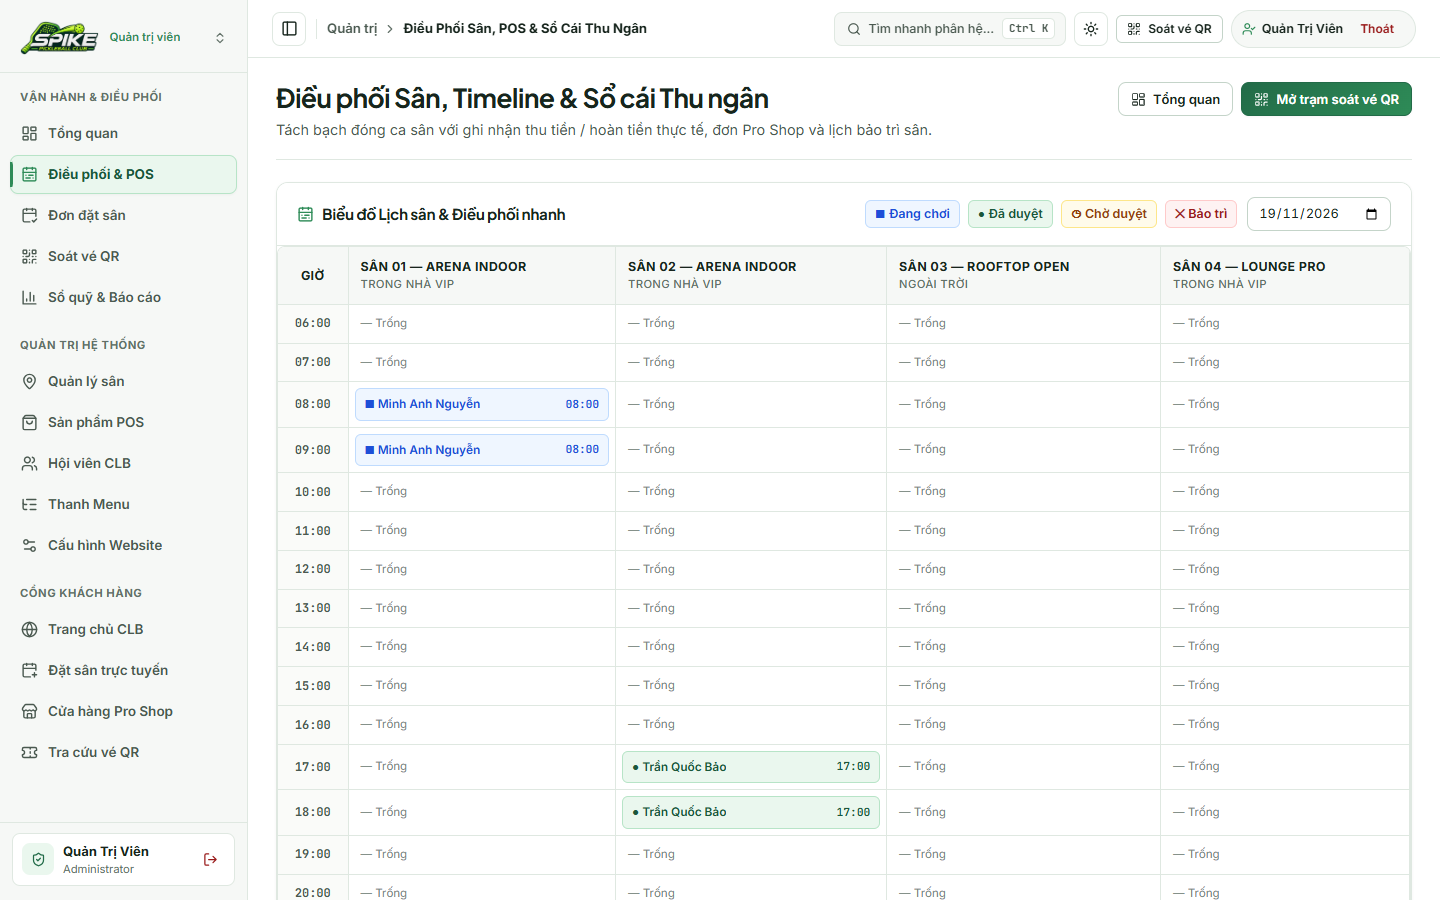 SPIKE
PICKLEBALL CLUB
Quản trị viên
VẬN HÀNH & ĐIỀU PHỐI
Tổng quan
Điều phối & POS
Đơn đặt sân
Soát vé QR
Sổ quỹ & Báo cáo
QUẢN TRỊ HỆ THỐNG
Quản lý sân
Sản phẩm POS
Hội viên CLB
Thanh Menu
Cấu hình Website
CỔNG KHÁCH HÀNG
Trang chủ CLB
Đặt sân trực tuyến
Cửa hàng Pro Shop
Tra cứu vé QR
Quản Trị Viên
Administrator
Quản trị > Điều Phối Sân, POS & Sổ Cái Thu Ngân
Tìm nhanh phân hệ... Ctrl K
Soát vé QR
Quản Trị Viên Thoát
Điều phối Sân, Timeline & Sổ cái Thu ngân
Tách bạch đóng ca sân với ghi nhận thu tiền / hoàn tiền thực tế, đơn Pro Shop và lịch bảo trì sân.
Tổng quan
Mở trạm soát vé QR
Biểu đồ Lịch sân & Điều phối nhanh
■ Đang chơi ● Đã duyệt Chờ duyệt Bảo trì 19/11/2026
GIỜ
SÂN 01 — ARENA INDOOR
TRONG NHÀ VIP
SÂN 02 — ARENA INDOOR
TRONG NHÀ VIP
SÂN 03 — ROOFTOP OPEN
NGOÀI TRỜI
SÂN 04 — LOUNGE PRO
TRONG NHÀ VIP
06:00 — Trống — Trống — Trống — Trống
07:00 — Trống — Trống — Trống — Trống
08:00 ■ Minh Anh Nguyễn 08:00 — Trống — Trống — Trống
09:00 ■ Minh Anh Nguyễn 08:00 — Trống — Trống — Trống
10:00 — Trống — Trống — Trống — Trống
11:00 — Trống — Trống — Trống — Trống
12:00 — Trống — Trống — Trống — Trống
13:00 — Trống — Trống — Trống — Trống
14:00 — Trống — Trống — Trống — Trống
15:00 — Trống — Trống — Trống — Trống
16:00 — Trống — Trống — Trống — Trống
17:00 — Trống ● Trần Quốc Bảo 17:00 — Trống — Trống
18:00 — Trống ● Trần Quốc Bảo 17:00 — Trống — Trống
19:00 — Trống — Trống — Trống — Trống
20:00 — Trống — Trống — Trống — Trống